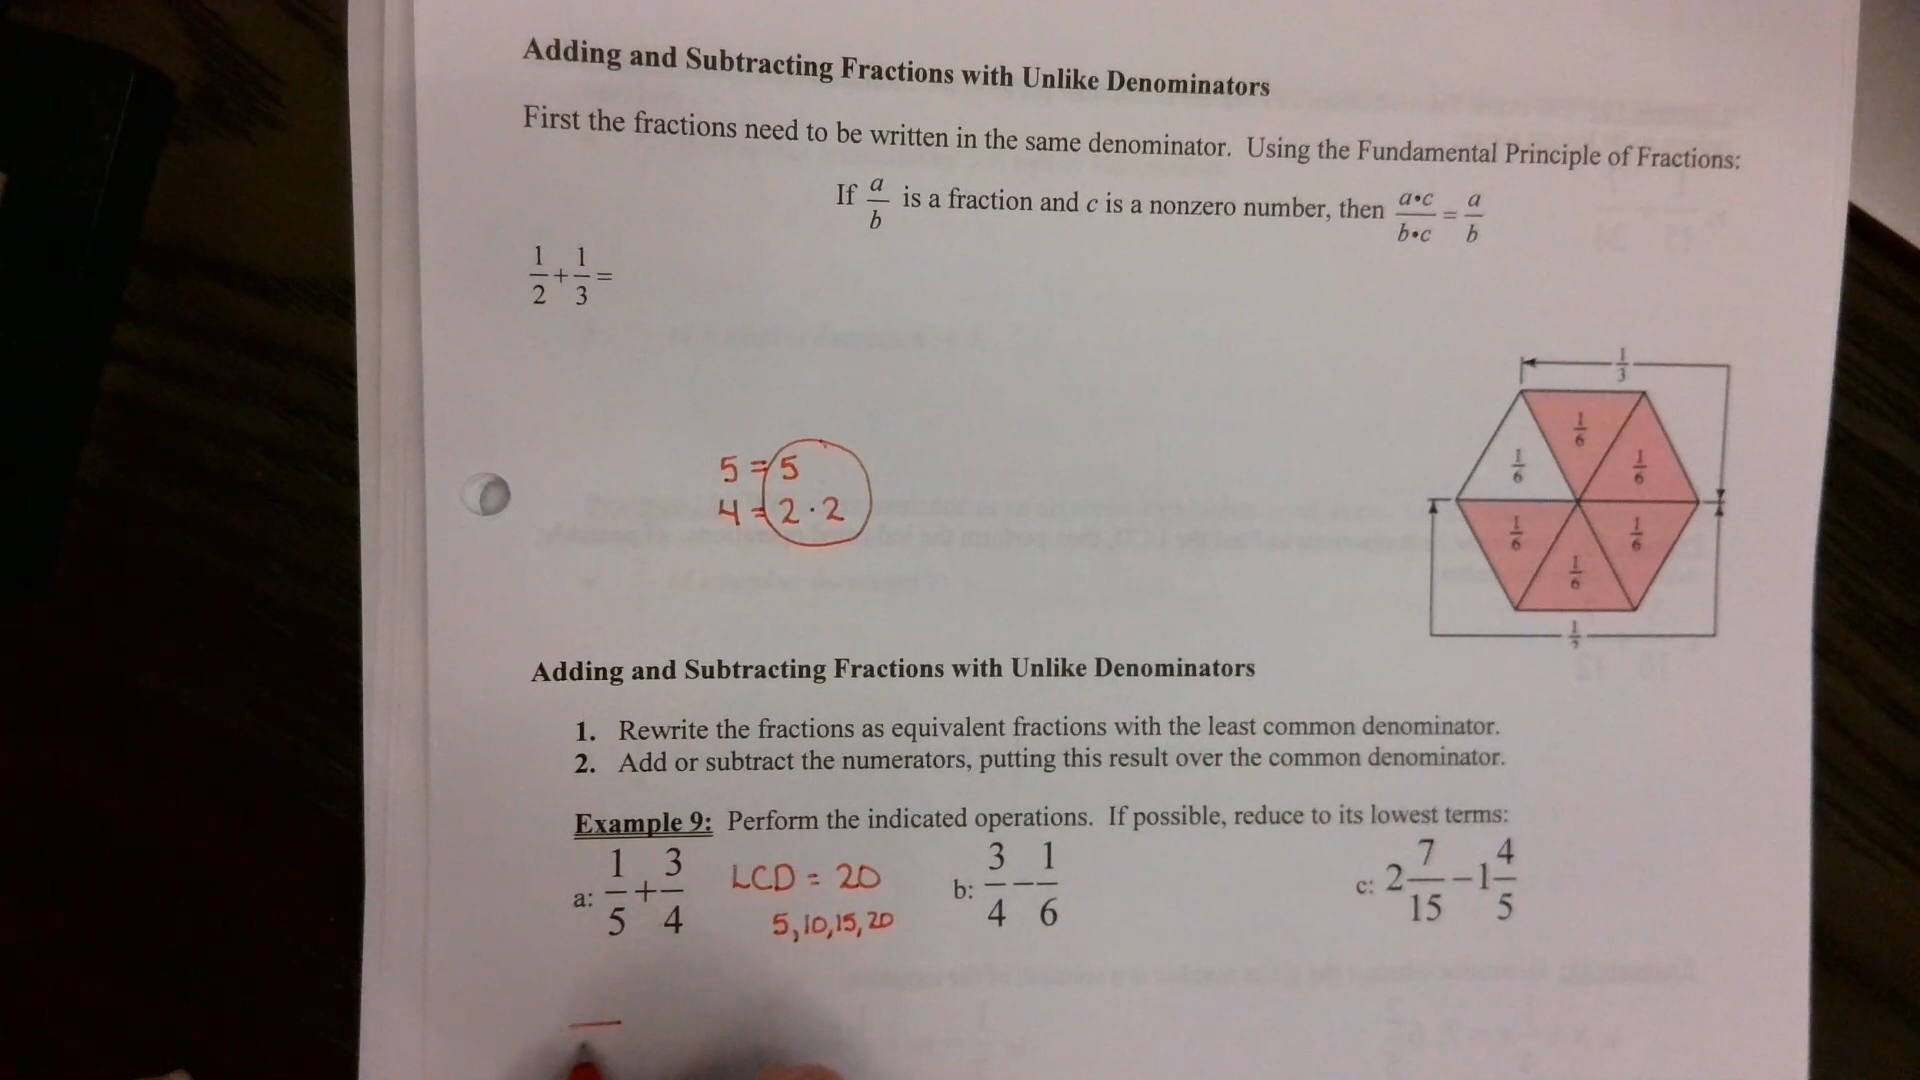 Adding and Subtracting Fractions with Unlike Denominators
First the fractions need to be written in the same denominator. Using the Fundamental Principle of Fractions:
If a/b is a fraction and c is a nonzero number, then a•c/b•c = a/b
1/2 + 1/3 =
1/3
1/6
1/6 1/6
5 = 5
4 = 2 · 2
1/6 1/6
1/6
1/2
Adding and Subtracting Fractions with Unlike Denominators
1. Rewrite the fractions as equivalent fractions with the least common denominator.
2. Add or subtract the numerators, putting this result over the common denominator.
Example 9: Perform the indicated operations. If possible, reduce to its lowest terms:
a: 1/5 + 3/4 LCD = 20 b: 3/4 − 1/6 c: 2 7/15 − 1 4/5
5,10,15,20